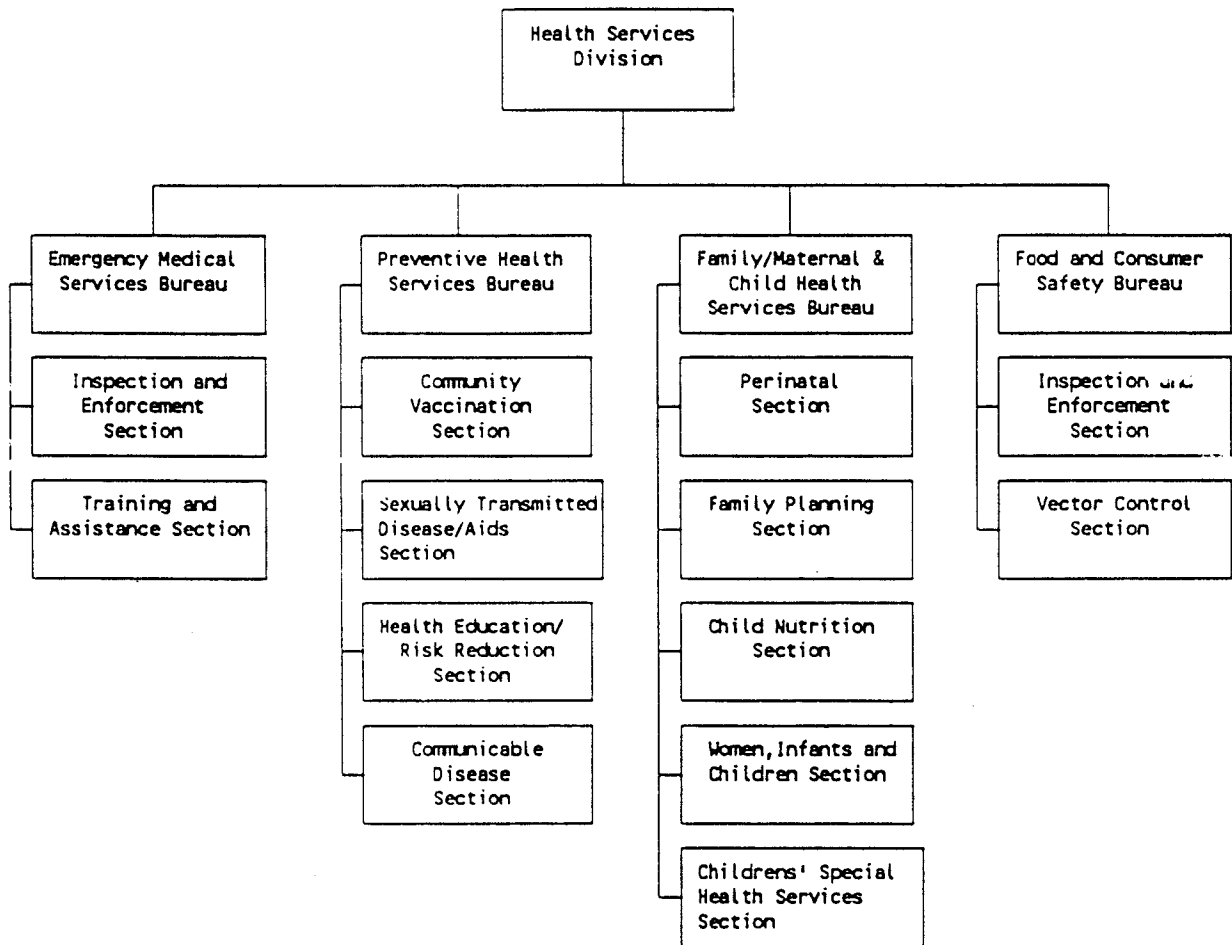 Health Services
Division
Emergency Medical
Services Bureau
Inspection and
Enforcement
Section
Training and
Assistance Section
Preventive Health
Services Bureau
Community
Vaccination
Section
Sexually Transmitted
Disease/Aids
Section
Health Education/
Risk Reduction
Section
Communicable
Disease
Section
Family/Maternal &
Child Health
Services Bureau
Perinatal
Section
Family Planning
Section
Child Nutrition
Section
Women,Infants and
Children Section
Childrens' Special
Health Services
Section
Food and Consumer
Safety Bureau
Inspection and
Enforcement
Section
Vector Control
Section